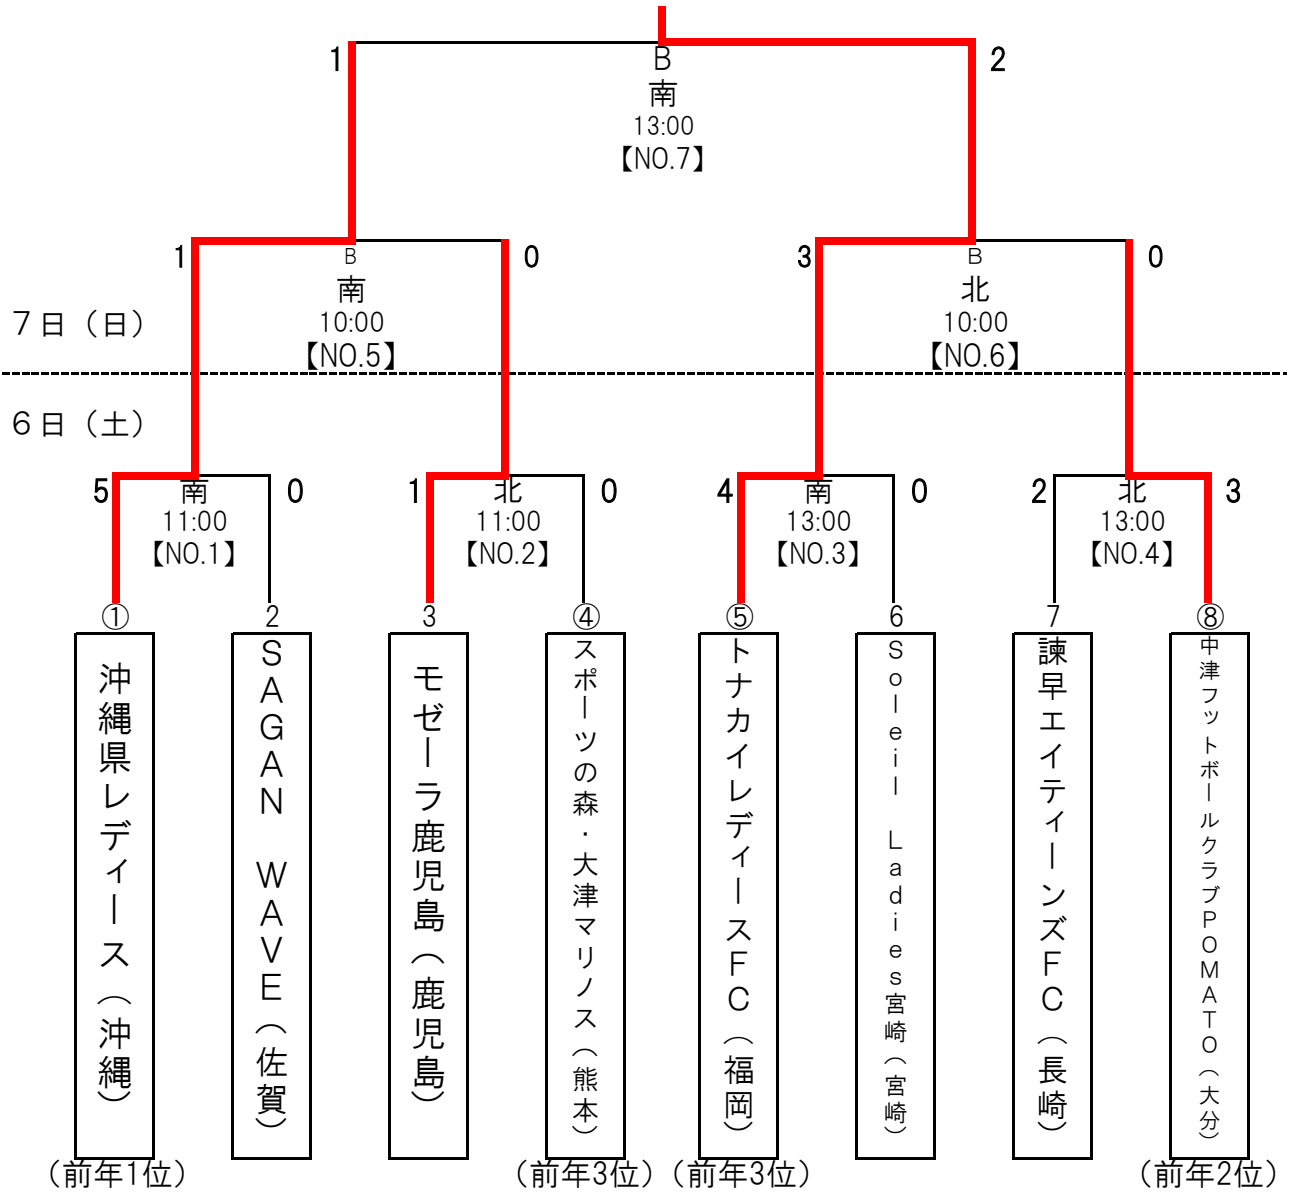 1
2
B
南
13:00
【NO.7】
1
0
B
南
10:00
【NO.5】
3
0
B
北
10:00
【NO.6】
７日（日）
６日（土）
5
0
南
11:00
【NO.1】
1
0
北
11:00
【NO.2】
4
0
南
13:00
【NO.3】
2
3
北
13:00
【NO.4】
①
2
3
④
⑤
6
7
⑧
沖縄県レディース（沖縄）
ＳＡＧＡＮ　ＷＡＶＥ（佐賀）
モゼーラ鹿児島（鹿児島）
スポーツの森・大津マリノス（熊本）
トナカイレディースＦＣ（福岡）
Ｓｏｌｅｉｌ　Ｌａｄｉｅｓ宮崎（宮崎）
諫早エイティーンズＦＣ（長崎）
中津フットボールクラブＰＯＭＡＴＯ（大分）
（前年1位）
（前年3位）
（前年3位）
（前年2位）